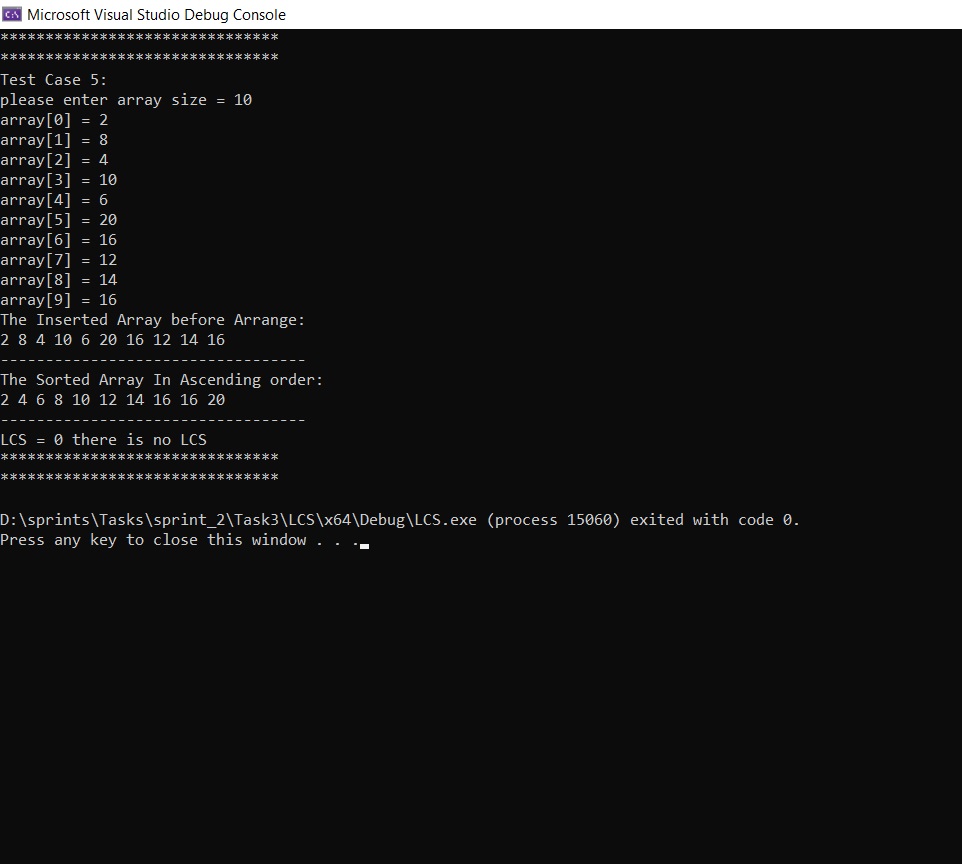 Microsoft Visual Studio Debug Console
*******************************
*******************************
Test Case 5:
please enter array size = 10
array[0] = 2
array[1] = 8
array[2] = 4
array[3] = 10
array[4] = 6
array[5] = 20
array[6] = 16
array[7] = 12
array[8] = 14
array[9] = 16
The Inserted Array before Arrange:
2 8 4 10 6 20 16 12 14 16
----------------------------------
The Sorted Array In Ascending order:
2 4 6 8 10 12 14 16 16 20
----------------------------------
LCS = 0 there is no LCS
*******************************
*******************************
D:\sprints\Tasks\sprint_2\Task3\LCS\x64\Debug\LCS.exe (process 15060) exited with code 0.
Press any key to close this window . . .